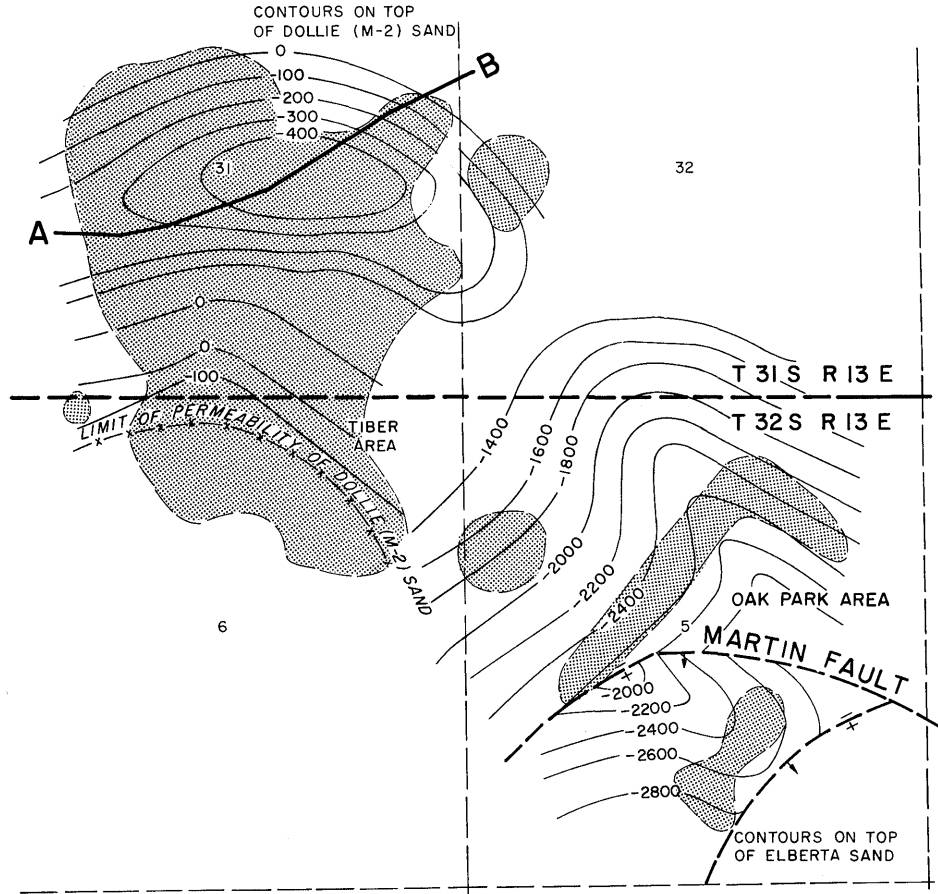 CONTOURS ON TOP
OF DOLLIE (M-2) SAND
0
-100
-200
-300
-400
B
31
32
A
0
0
-100
T 31 S R 13 E
T 32 S R 13 E
LIMIT OF PERMEABILITY OF DOLLIE (M-2) SAND
TIBER
AREA
-1400
-1600
-1800
-2000
-2200
-2400
OAK PARK AREA
6
5
MARTIN FAULT
-2000
-2200
-2400
-2600
-2800
CONTOURS ON TOP
OF ELBERTA SAND